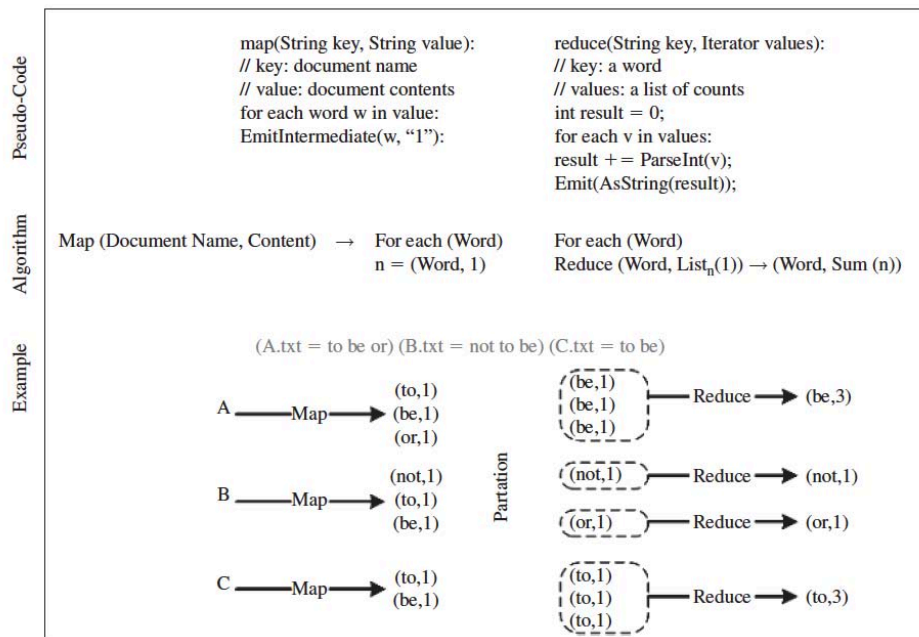 Pseudo-Code
map(String key, String value):
// key: document name
// value: document contents
for each word w in value:
EmitIntermediate(w, “1”):
reduce(String key, Iterator values):
// key: a word
// values: a list of counts
int result = 0;
for each v in values:
result += ParseInt(v);
Emit(AsString(result));
Algorithm
Map (Document Name, Content) → For each (Word)
n = (Word, 1)
For each (Word)
Reduce (Word, Listn(1)) → (Word, Sum (n))
Example
(A.txt = to be or) (B.txt = not to be) (C.txt = to be)
A Map
(to,1)
(be,1)
(or,1)
B Map
(not,1)
(to,1)
(be,1)
C Map
(to,1)
(be,1)
Partation
(be,1)
(be,1)
(be,1)
Reduce (be,3)
(not,1) Reduce (not,1)
(or,1) Reduce (or,1)
(to,1)
(to,1)
(to,1)
Reduce (to,3)